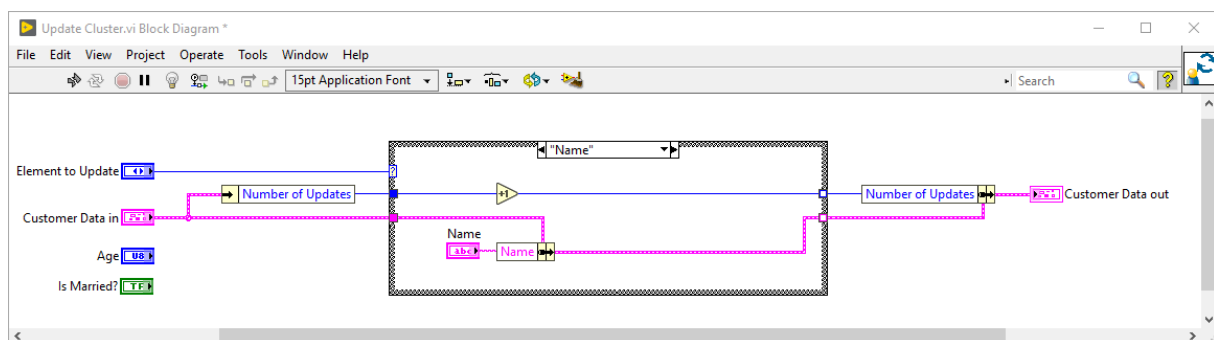 Update Cluster.vi Block Diagram *
File Edit View Project Operate Tools Window Help
15pt Application Font
Search
"Name"
Element to Update
?
Number of Updates
+1
Number of Updates
Customer Data out
Customer Data in
Name
abc
Name
Age
U8
Is Married?
TF